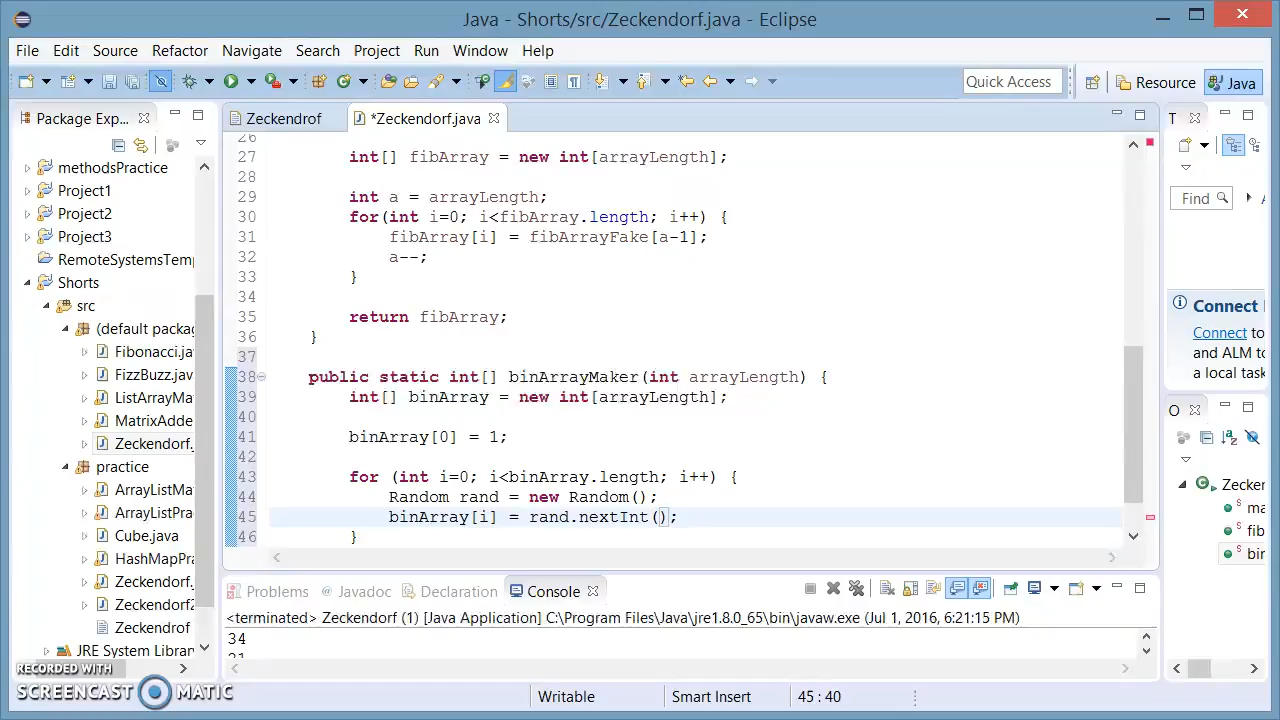 Java - Shorts/src/Zeckendorf.java - Eclipse
File Edit Source Refactor Navigate Search Project Run Window Help
Quick Access Resource Java
Package Exp...
methodsPractice
Project1
Project2
Project3
RemoteSystemsTemp
Shorts
src
(default packag
Fibonacci.ja
FizzBuzz.jav
ListArrayMa
MatrixAdde
Zeckendorf.
practice
ArrayListMa
ArrayListPra
Cube.java
HashMapPra
Zeckendorf.
Zeckendorf2
Zeckendrof
JRE System Library
Zeckendrof *Zeckendorf.java
26
27 int[] fibArray = new int[arrayLength];
28
29 int a = arrayLength;
30 for(int i=0; i<fibArray.length; i++) {
31 fibArray[i] = fibArrayFake[a-1];
32 a--;
33 }
34
35 return fibArray;
36 }
37
38 public static int[] binArrayMaker(int arrayLength) {
39 int[] binArray = new int[arrayLength];
40
41 binArray[0] = 1;
42
43 for (int i=0; i<binArray.length; i++) {
44 Random rand = new Random();
45 binArray[i] = rand.nextInt();
46 }
T
Find A
Connect
Connect to
and ALM to
a local task
O
Zecker
ma
fib
bin
Problems Javadoc Declaration Console
<terminated> Zeckendorf (1) [Java Application] C:\Program Files\Java\jre1.8.0_65\bin\javaw.exe (Jul 1, 2016, 6:21:15 PM)
34
21
Writable Smart Insert 45 : 40
RECORDED WITH
SCREENCAST MATIC